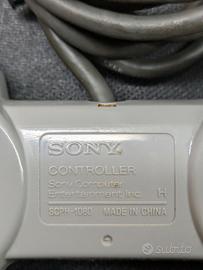 SONY
CONTROLLER
Sony Computer
Entertainment Inc. H
SCPH-1080 MADE IN CHINA
subito